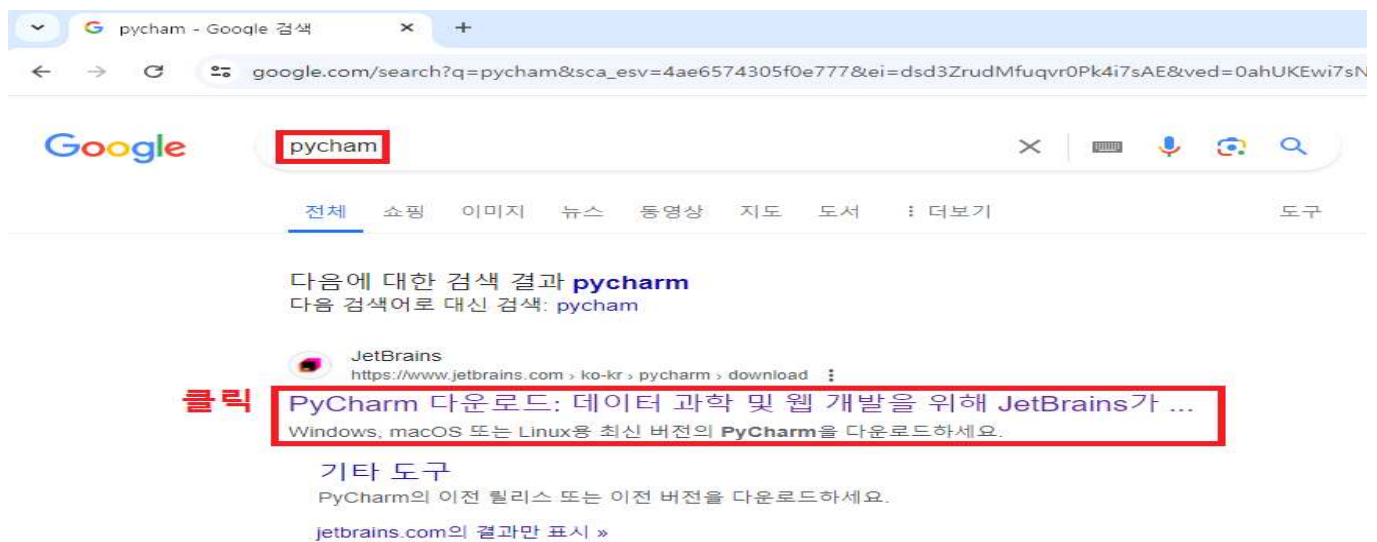 pycham - Google 검색
google.com/search?q=pycham&sca_esv=4ae6574305f0e777&ei=dsd3ZrudMfuqvr0Pk4i7sAE&ved=0ahUKEwi7sN
Google pycham
전체 쇼핑 이미지 뉴스 동영상 지도 도서 : 더보기 도구
다음에 대한 검색 결과 pycharm
다음 검색어로 대신 검색: pycham
JetBrains
https://www.jetbrains.com › ko-kr › pycharm › download
클릭 PyCharm 다운로드: 데이터 과학 및 웹 개발을 위해 JetBrains가 ...
Windows, macOS 또는 Linux용 최신 버전의 PyCharm을 다운로드하세요.
기타 도구
PyCharm의 이전 릴리스 또는 이전 버전을 다운로드하세요.
jetbrains.com의 결과만 표시 »